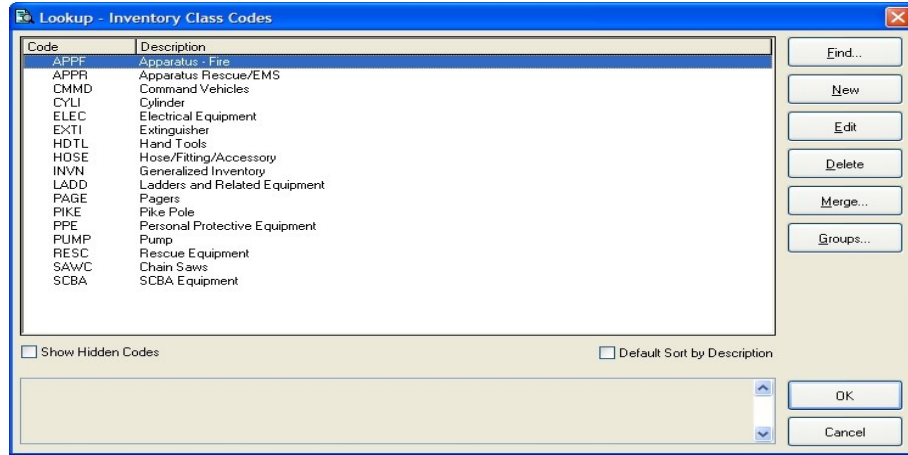 Lookup - Inventory Class Codes
Code Description
APPF Apparatus - Fire
APPR Apparatus Rescue/EMS
CMMD Command Vehicles
CYLI Cylinder
ELEC Electrical Equipment
EXTI Extinguisher
HDTL Hand Tools
HOSE Hose/Fitting/Accessory
INVN Generalized Inventory
LADD Ladders and Related Equipment
PAGE Pagers
PIKE Pike Pole
PPE Personal Protective Equipment
PUMP Pump
RESC Rescue Equipment
SAWC Chain Saws
SCBA SCBA Equipment
Find...
New
Edit
Delete
Merge...
Groups...
Show Hidden Codes
Default Sort by Description
OK
Cancel